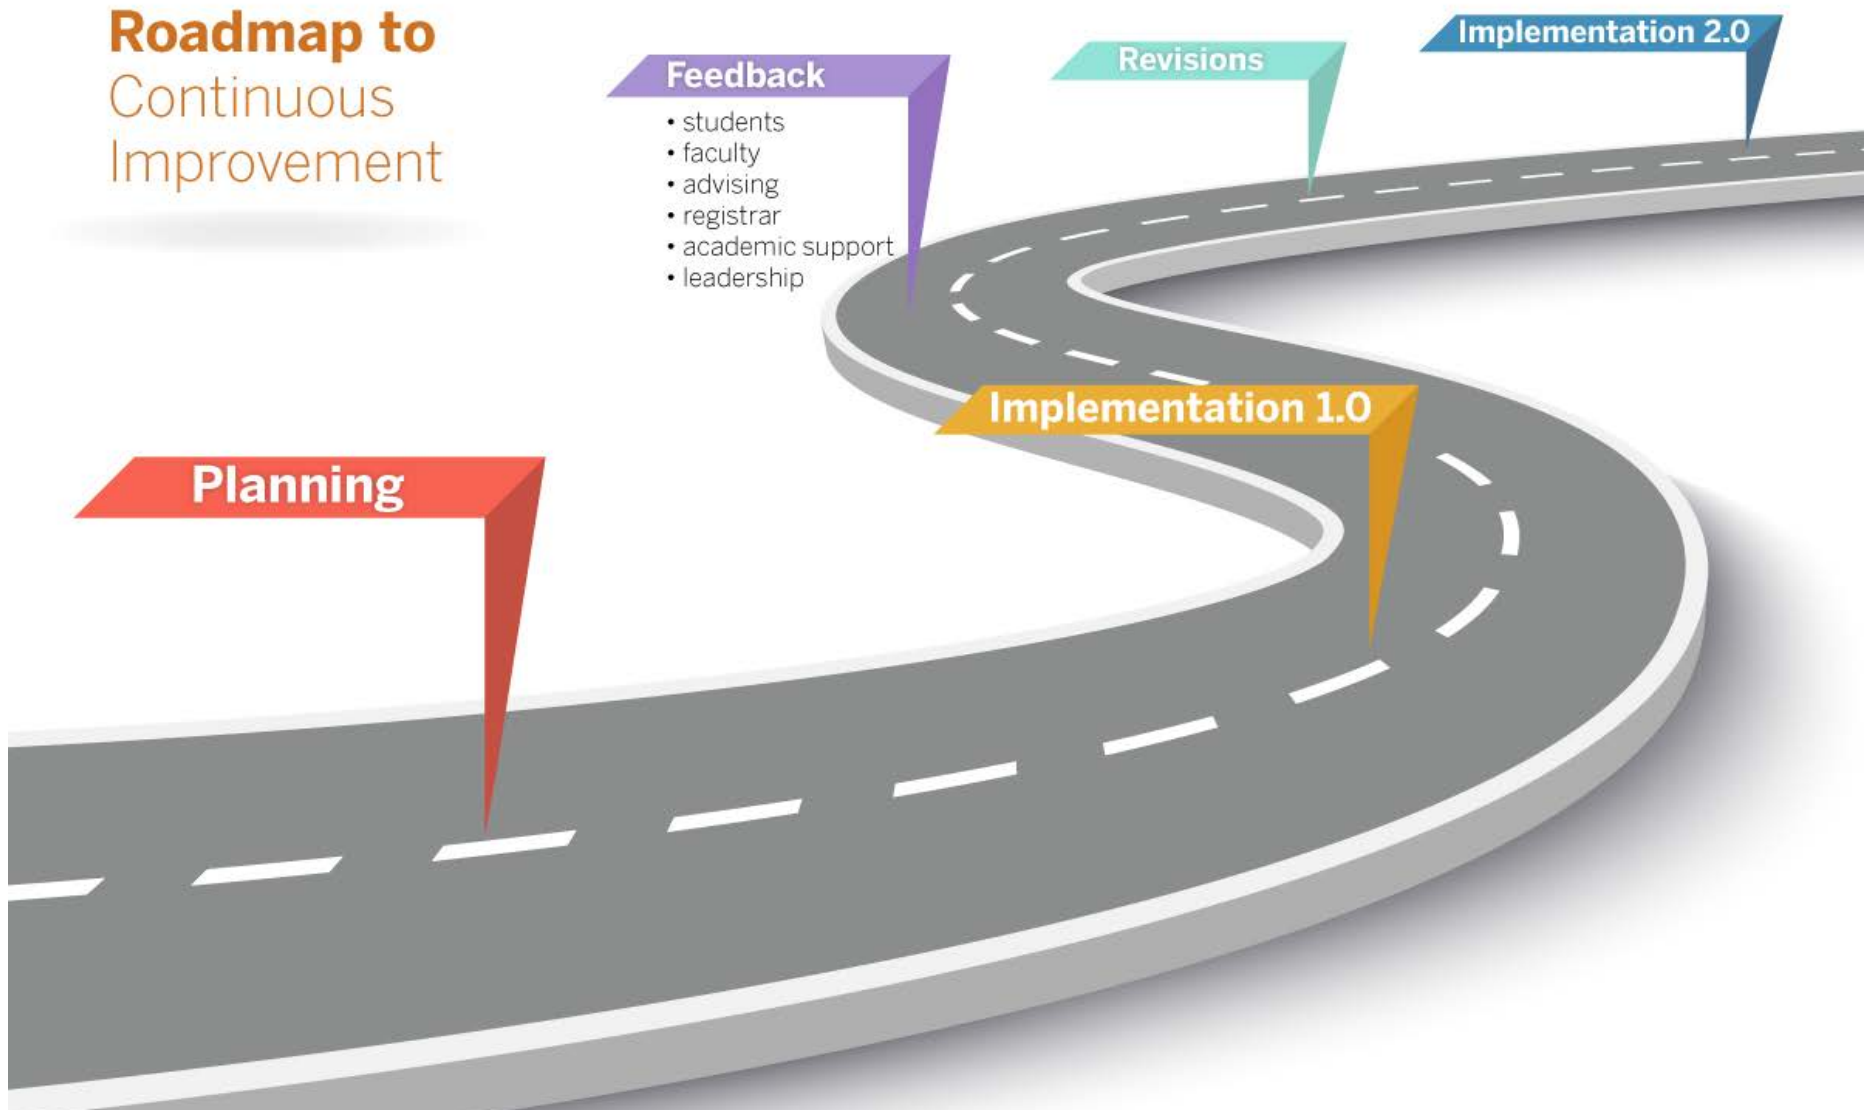 Roadmap to
Continuous
Improvement
Feedback
• students
• faculty
• advising
• registrar
• academic support
• leadership
Revisions
Implementation 2.0
Implementation 1.0
Planning